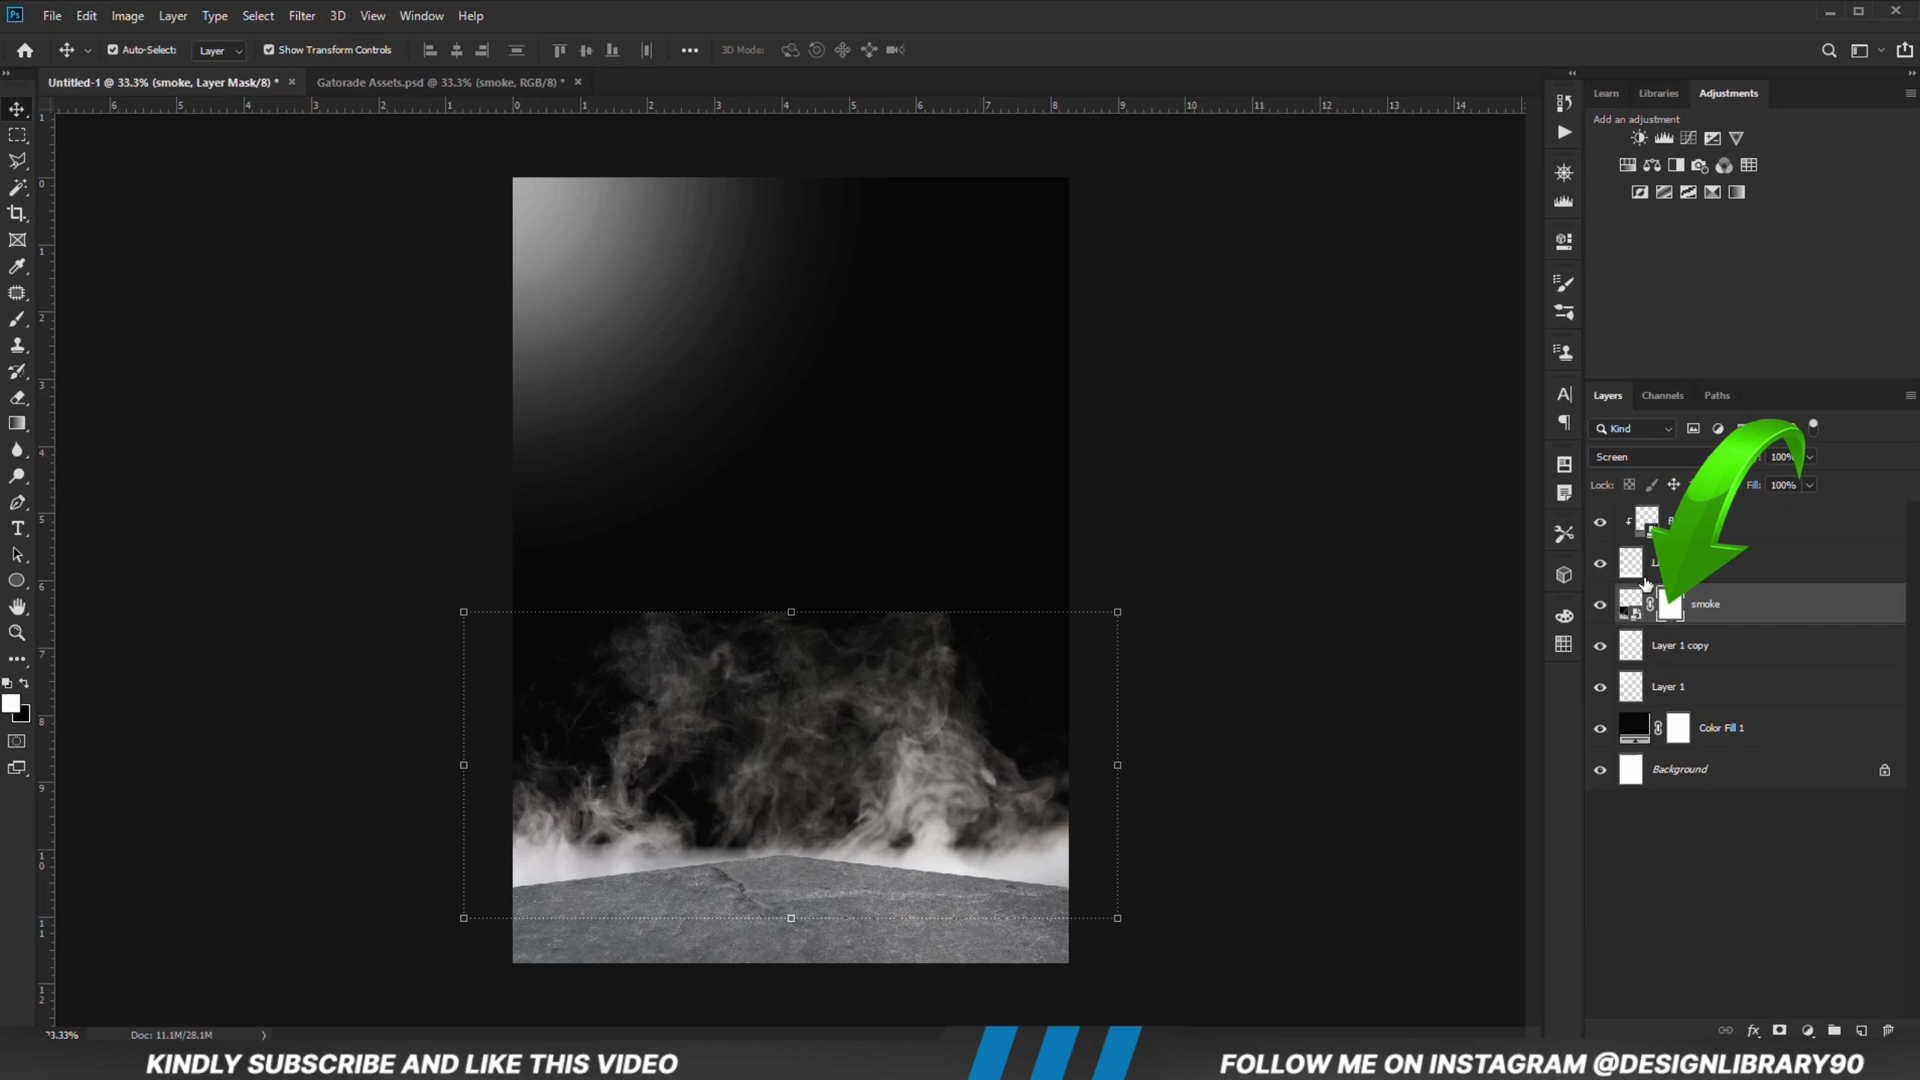 File Edit Image Layer Type Select Filter 3D View Window Help
Auto-Select: Layer Show Transform Controls 3D Mode:
Untitled-1 @ 33.3% (smoke, Layer Mask/8) * Gatorade Assets.psd @ 33.3% (smoke, RGB/8) *
Learn Libraries Adjustments
Add an adjustment
Layers Channels Paths
Kind
Screen 100%
Lock: Fill: 100%
smoke
Layer 1 copy
Layer 1
Color Fill 1
Background
33.33% Doc: 11.1M/28.1M
KINDLY SUBSCRIBE AND LIKE THIS VIDEO
FOLLOW ME ON INSTAGRAM @DESIGNLIBRARY90